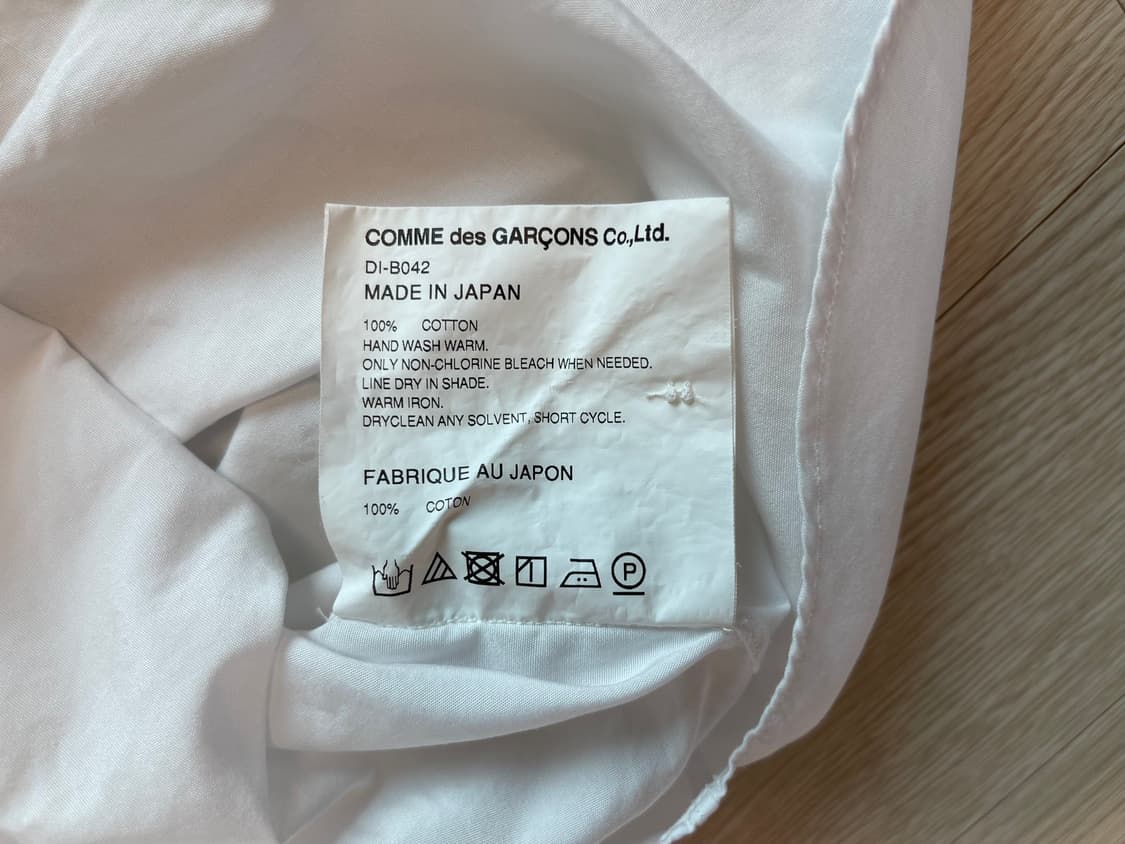 COMME des GARÇONS Co.,Ltd.
DI-B042
MADE IN JAPAN
100% COTTON
HAND WASH WARM.
ONLY NON-CHLORINE BLEACH WHEN NEEDED.
LINE DRY IN SHADE.
WARM IRON.
DRYCLEAN ANY SOLVENT, SHORT CYCLE.
FABRIQUE AU JAPON
100% COTON
P